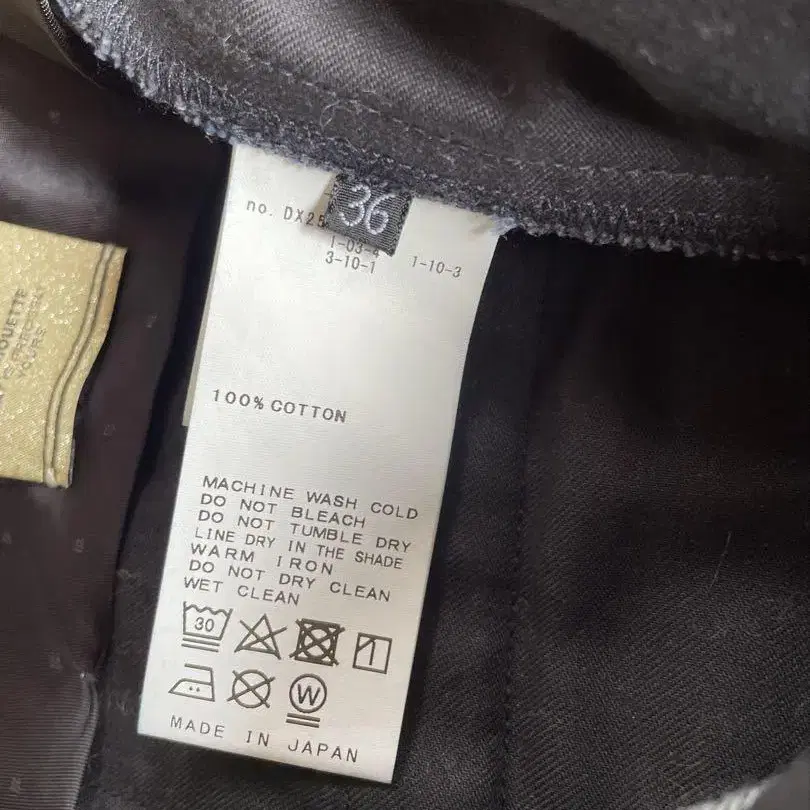 36
no. DX25
1-03-4
3-10-1 1-10-3
100% COTTON
MACHINE WASH COLD
DO NOT BLEACH
DO NOT TUMBLE DRY
LINE DRY IN THE SHADE
WARM IRON
DO NOT DRY CLEAN
WET CLEAN
30
W
MADE IN JAPAN
YOURS